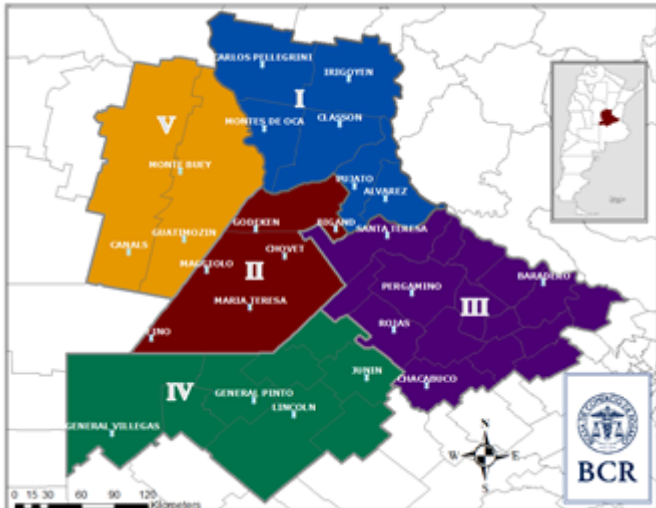 CARLOS PELLEGRINI
IRIGOYEN
I
MONTES DE OCA
CLASSON
V
MONTE BUEY
PUJATO
ALVAREZ
GODEKEN
BIGAND
SANTA TERESA
GUATIMOZIN
CANALS
CHOVET
MAGGIOLO
II
BARADERO
PERGAMINO
III
MARIA TERESA
ROJAS
INO
JUNIN
CHACABUCO
IV
GENERAL PINTO
LINCOLN
GENERAL VILLEGAS
N
W
E
S
BCR
0 15 30 60 90 120
Kilometers